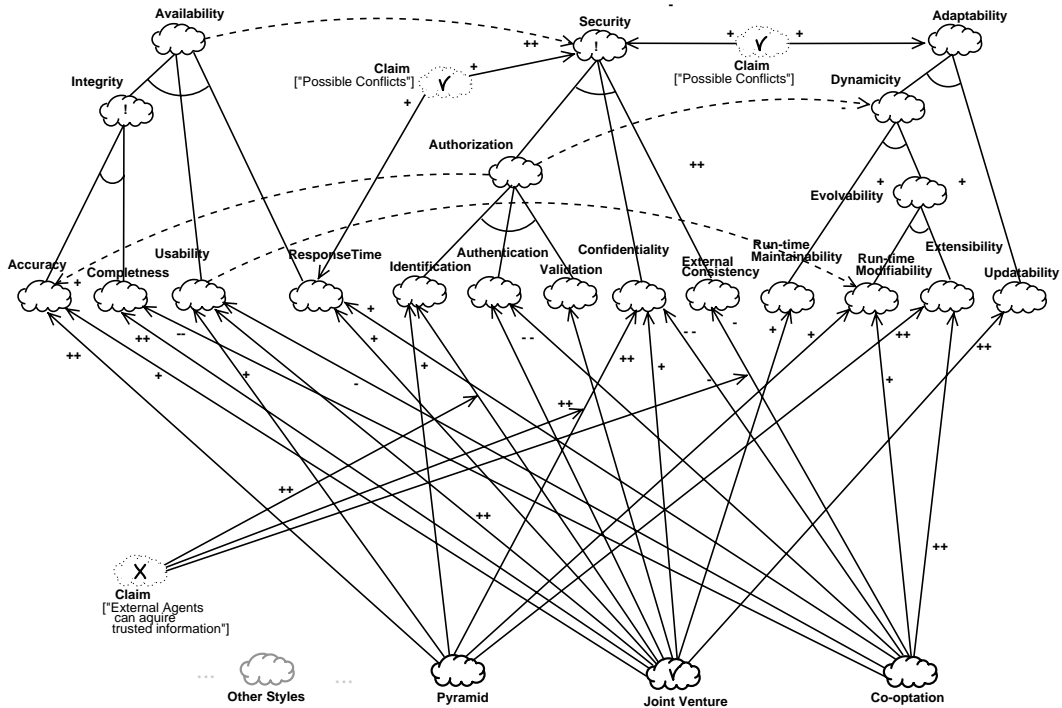 -
Availability
Security
Adaptability
+
+
++
!
Claim
["Possible Conflicts"]
+
Claim
["Possible Conflicts"]
Integrity
Dynamicity
!
+
-
Authorization
++
+
+
Evolvability
Accuracy
Completness
Usability
ResponseTime
Identification
Authentication
Validation
Confidentiality
External
Consistency
Run-time
Maintainability
Run-time
Modifiability
Extensibility
Updatability
+
+
++
++
--
+
- -
++
- -
-
+
+
++
++
+
+
-
+
+
-
+
++
++
++
++
Claim
["External Agents
can aquire
trusted information"]
...
Other Styles
...
Pyramid
Joint Venture
Co-optation